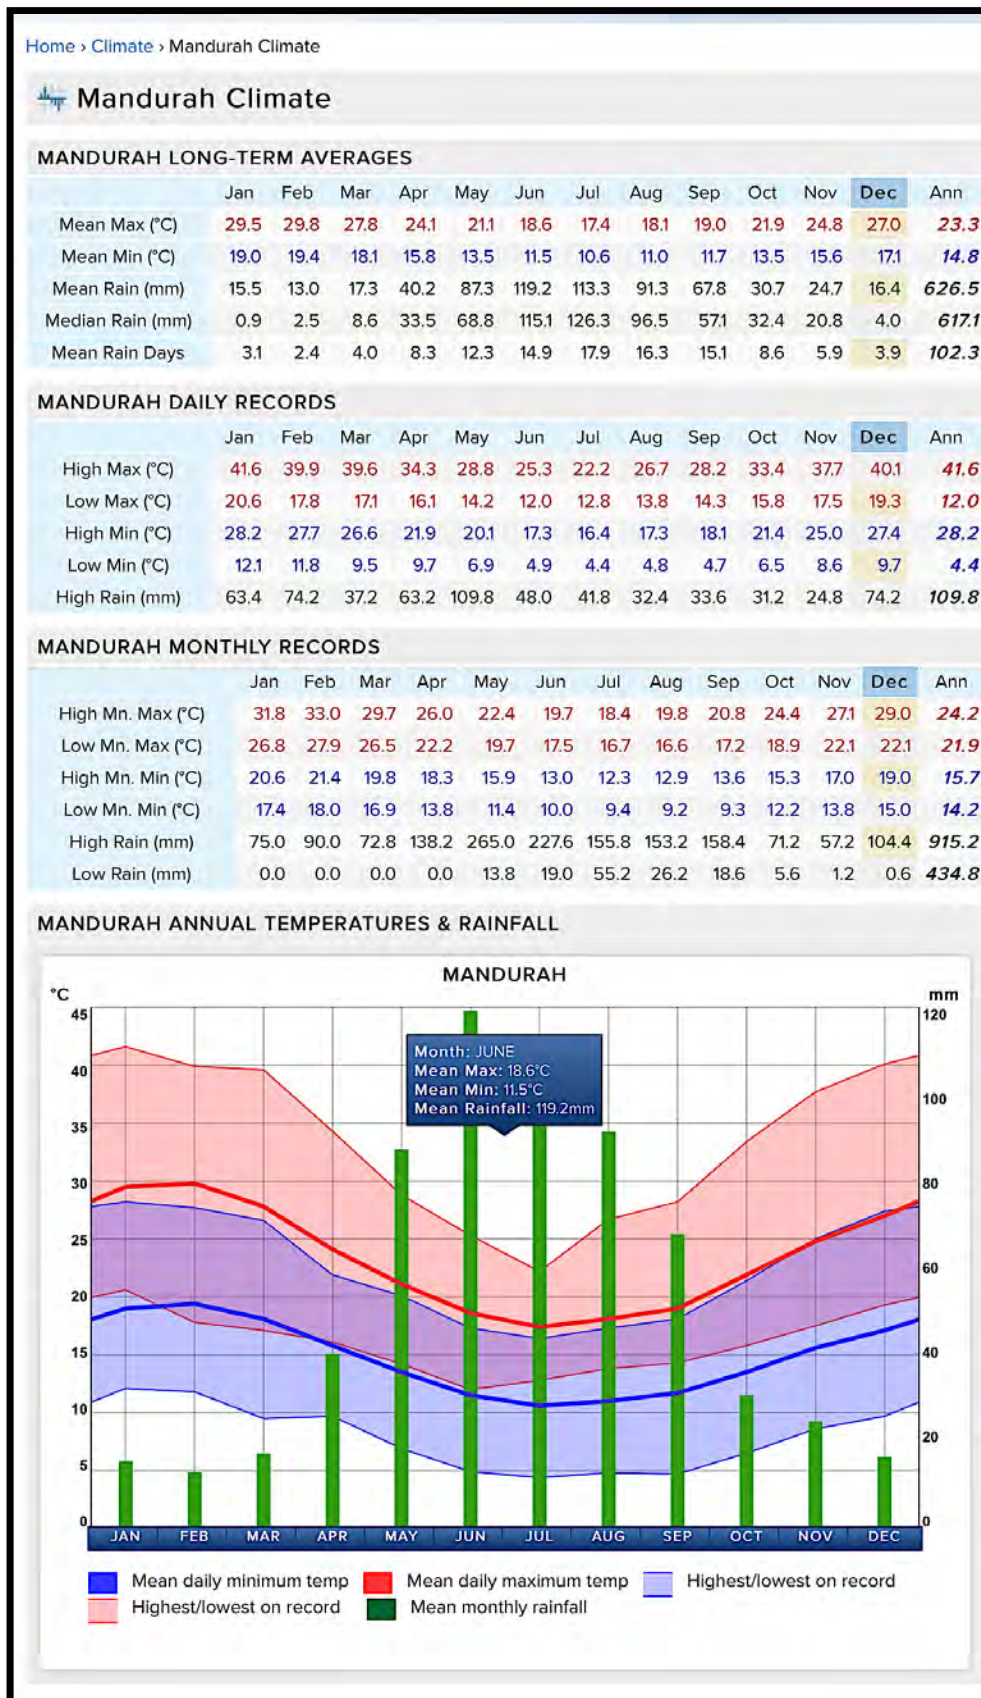 Home › Climate › Mandurah Climate
Mandurah Climate
MANDURAH LONG-TERM AVERAGES
Jan Feb Mar Apr May Jun Jul Aug Sep Oct Nov Dec Ann
Mean Max (°C) 29.5 29.8 27.8 24.1 21.1 18.6 17.4 18.1 19.0 21.9 24.8 27.0 23.3
Mean Min (°C) 19.0 19.4 18.1 15.8 13.5 11.5 10.6 11.0 11.7 13.5 15.6 17.1 14.8
Mean Rain (mm) 15.5 13.0 17.3 40.2 87.3 119.2 113.3 91.3 67.8 30.7 24.7 16.4 626.5
Median Rain (mm) 0.9 2.5 8.6 33.5 68.8 115.1 126.3 96.5 57.1 32.4 20.8 4.0 617.1
Mean Rain Days 3.1 2.4 4.0 8.3 12.3 14.9 17.9 16.3 15.1 8.6 5.9 3.9 102.3
MANDURAH DAILY RECORDS
Jan Feb Mar Apr May Jun Jul Aug Sep Oct Nov Dec Ann
High Max (°C) 41.6 39.9 39.6 34.3 28.8 25.3 22.2 26.7 28.2 33.4 37.7 40.1 41.6
Low Max (°C) 20.6 17.8 17.1 16.1 14.2 12.0 12.8 13.8 14.3 15.8 17.5 19.3 12.0
High Min (°C) 28.2 27.7 26.6 21.9 20.1 17.3 16.4 17.3 18.1 21.4 25.0 27.4 28.2
Low Min (°C) 12.1 11.8 9.5 9.7 6.9 4.9 4.4 4.8 4.7 6.5 8.6 9.7 4.4
High Rain (mm) 63.4 74.2 37.2 63.2 109.8 48.0 41.8 32.4 33.6 31.2 24.8 74.2 109.8
MANDURAH MONTHLY RECORDS
Jan Feb Mar Apr May Jun Jul Aug Sep Oct Nov Dec Ann
High Mn. Max (°C) 31.8 33.0 29.7 26.0 22.4 19.7 18.4 19.8 20.8 24.4 27.1 29.0 24.2
Low Mn. Max (°C) 26.8 27.9 26.5 22.2 19.7 17.5 16.7 16.6 17.2 18.9 22.1 22.1 21.9
High Mn. Min (°C) 20.6 21.4 19.8 18.3 15.9 13.0 12.3 12.9 13.6 15.3 17.0 19.0 15.7
Low Mn. Min (°C) 17.4 18.0 16.9 13.8 11.4 10.0 9.4 9.2 9.3 12.2 13.8 15.0 14.2
High Rain (mm) 75.0 90.0 72.8 138.2 265.0 227.6 155.8 153.2 158.4 71.2 57.2 104.4 915.2
Low Rain (mm) 0.0 0.0 0.0 0.0 13.8 19.0 55.2 26.2 18.6 5.6 1.2 0.6 434.8
MANDURAH ANNUAL TEMPERATURES & RAINFALL
MANDURAH
°C mm
45 120
Month: JUNE
Mean Max: 18.6°C
40
Mean Min: 11.5°C
100
Mean Rainfall: 119.2mm
35
30 80
25
60
20
15 40
10
20
5
0 0
JAN FEB MAR APR MAY JUN JUL AUG SEP OCT NOV DEC
Mean daily minimum temp Mean daily maximum temp Highest/lowest on record
Highest/lowest on record Mean monthly rainfall